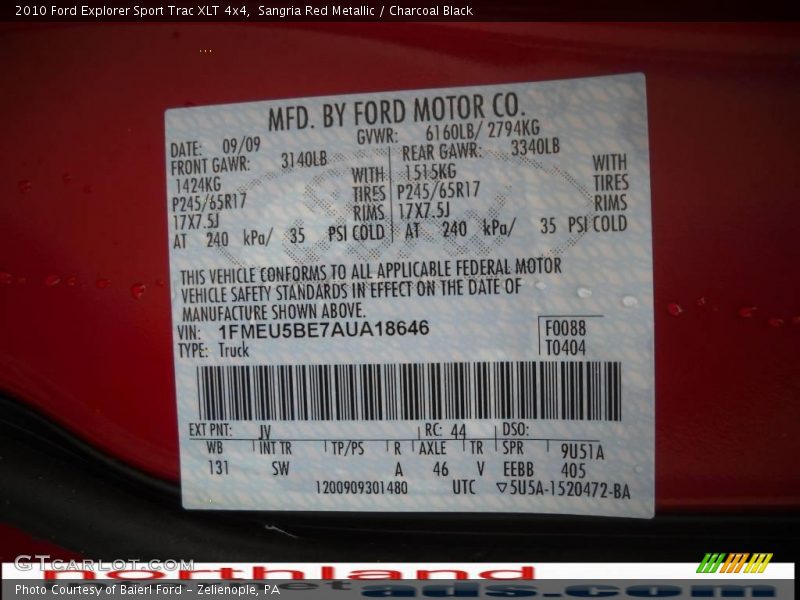 2010 Ford Explorer Sport Trac XLT 4x4, Sangria Red Metallic / Charcoal Black
MFD. BY FORD MOTOR CO.
DATE: 09/09 GVWR: 6160LB/ 2794KG
FRONT GAWR: 3140LB REAR GAWR: 3340LB
1424KG WITH 1515KG WITH
P245/65R17 TIRES P245/65R17 TIRES
17X7.5J RIMS 17X7.5J RIMS
AT 240 kPa/ 35 PSI COLD AT 240 kPa/ 35 PSI COLD
THIS VEHICLE CONFORMS TO ALL APPLICABLE FEDERAL MOTOR
VEHICLE SAFETY STANDARDS IN EFFECT ON THE DATE OF
MANUFACTURE SHOWN ABOVE.
VIN: 1FMEU5BE7AUA18646 F0088
TYPE: Truck T0404
EXT PNT: JV RC: 44 DSO:
WB INT TR TP/PS R AXLE TR SPR 9U51A
131 SW A 46 V EEBB 405
1200909301480 UTC ▽5U5A-1520472-BA
GTcarlot.com
northland
ads.com
Photo Courtesy of Baierl Ford - Zelienople, PA